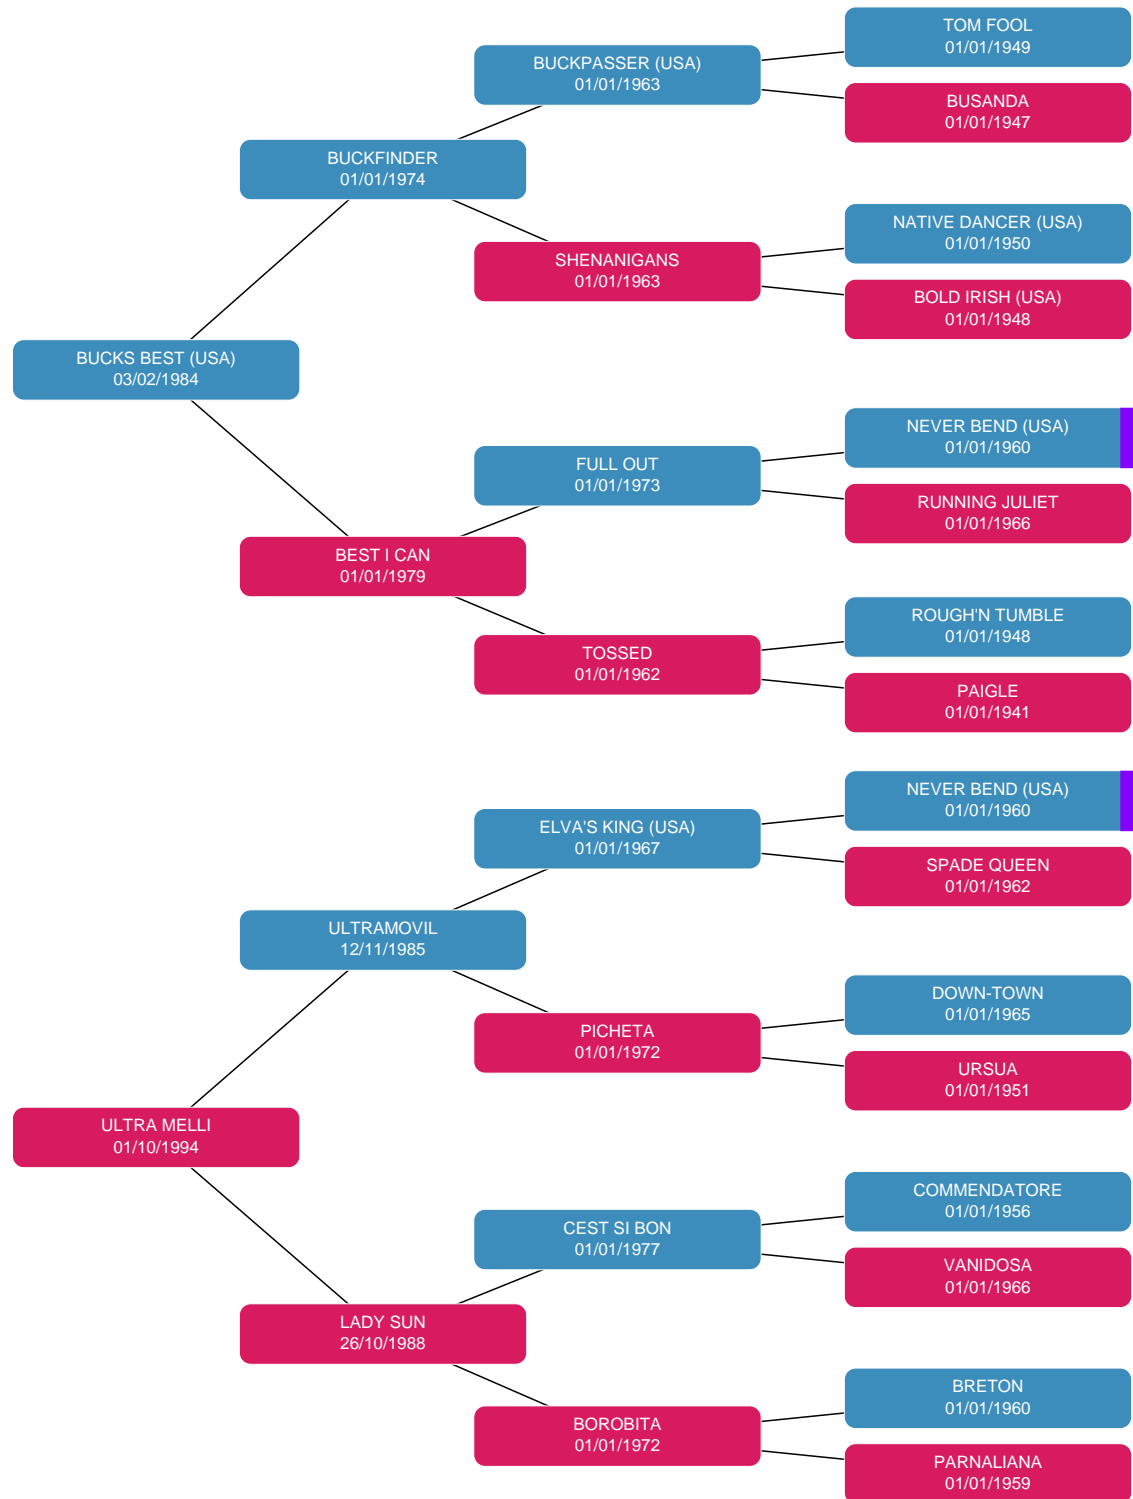 TOM FOOL
01/01/1949
BUCKPASSER (USA)
01/01/1963
BUSANDA
01/01/1947
BUCKFINDER
01/01/1974
NATIVE DANCER (USA)
01/01/1950
SHENANIGANS
01/01/1963
BOLD IRISH (USA)
01/01/1948
BUCKS BEST (USA)
03/02/1984
NEVER BEND (USA)
01/01/1960
FULL OUT
01/01/1973
RUNNING JULIET
01/01/1966
BEST I CAN
01/01/1979
ROUGH'N TUMBLE
01/01/1948
TOSSED
01/01/1962
PAIGLE
01/01/1941
NEVER BEND (USA)
01/01/1960
ELVA'S KING (USA)
01/01/1967
SPADE QUEEN
01/01/1962
ULTRAMOVIL
12/11/1985
DOWN-TOWN
01/01/1965
PICHETA
01/01/1972
URSUA
01/01/1951
ULTRA MELLI
01/10/1994
COMMENDATORE
01/01/1956
CEST SI BON
01/01/1977
VANIDOSA
01/01/1966
LADY SUN
26/10/1988
BRETON
01/01/1960
BOROBITA
01/01/1972
PARNALIANA
01/01/1959